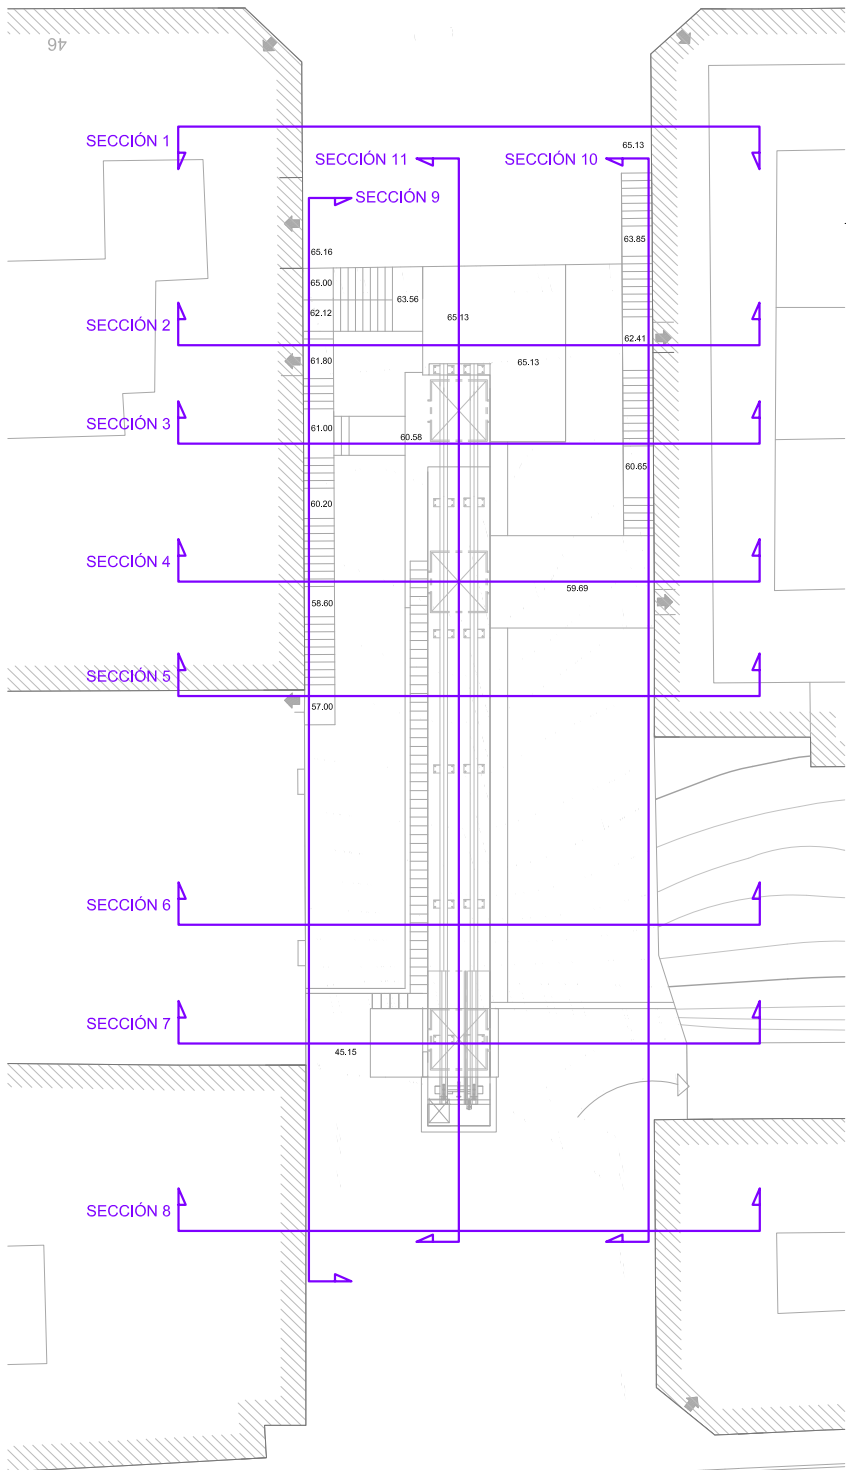 46
SECCIÓN 1
SECCIÓN 11
SECCIÓN 10
65.13
SECCIÓN 9
63.85
65.16
65.00
63.56
62.12
65.13
SECCIÓN 2
62.41
61.80
65.13
SECCIÓN 3
61.00
60.58
60.65
60.20
SECCIÓN 4
59.69
58.60
SECCIÓN 5
57.00
SECCIÓN 6
SECCIÓN 7
45.15
SECCIÓN 8